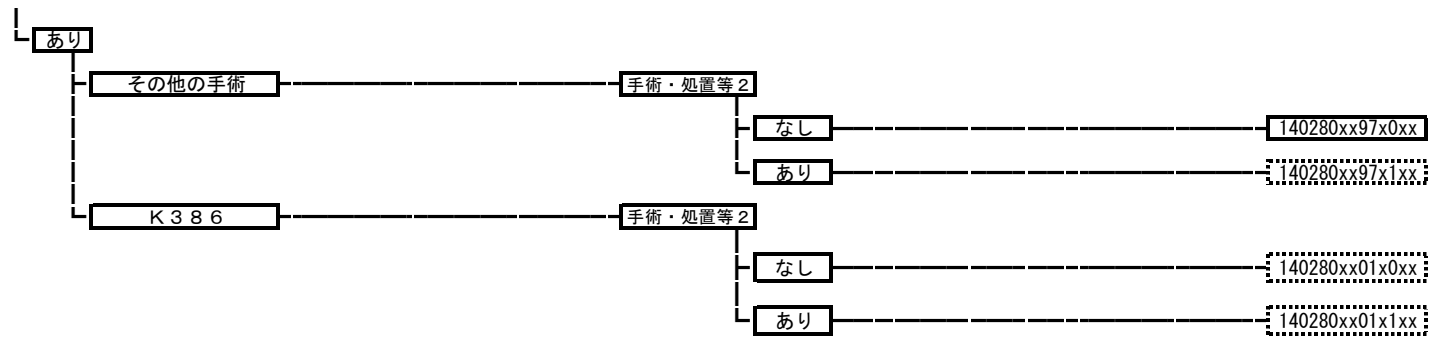 あり
その他の手術
手術・処置等２
なし
140280xx97x0xx
あり
140280xx97x1xx
Ｋ３８６
手術・処置等２
なし
140280xx01x0xx
あり
140280xx01x1xx